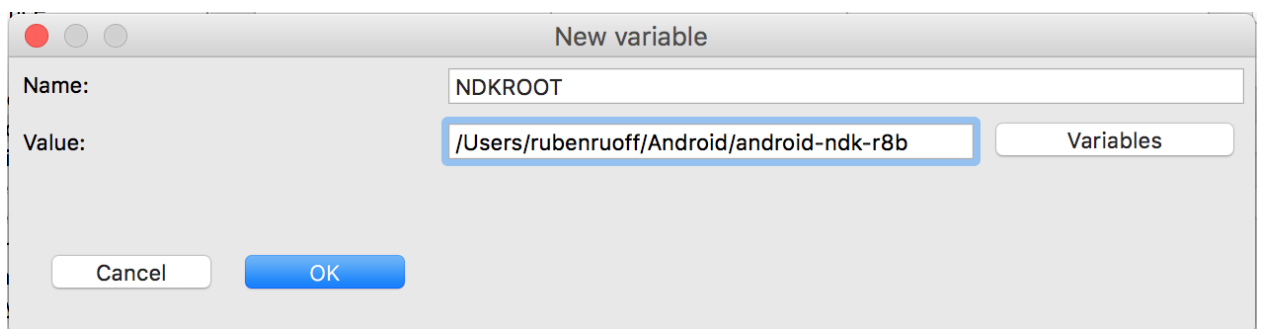 New variable
Name:
NDKROOT
Value:
/Users/rubenruoff/Android/android-ndk-r8b
Variables
Cancel
OK